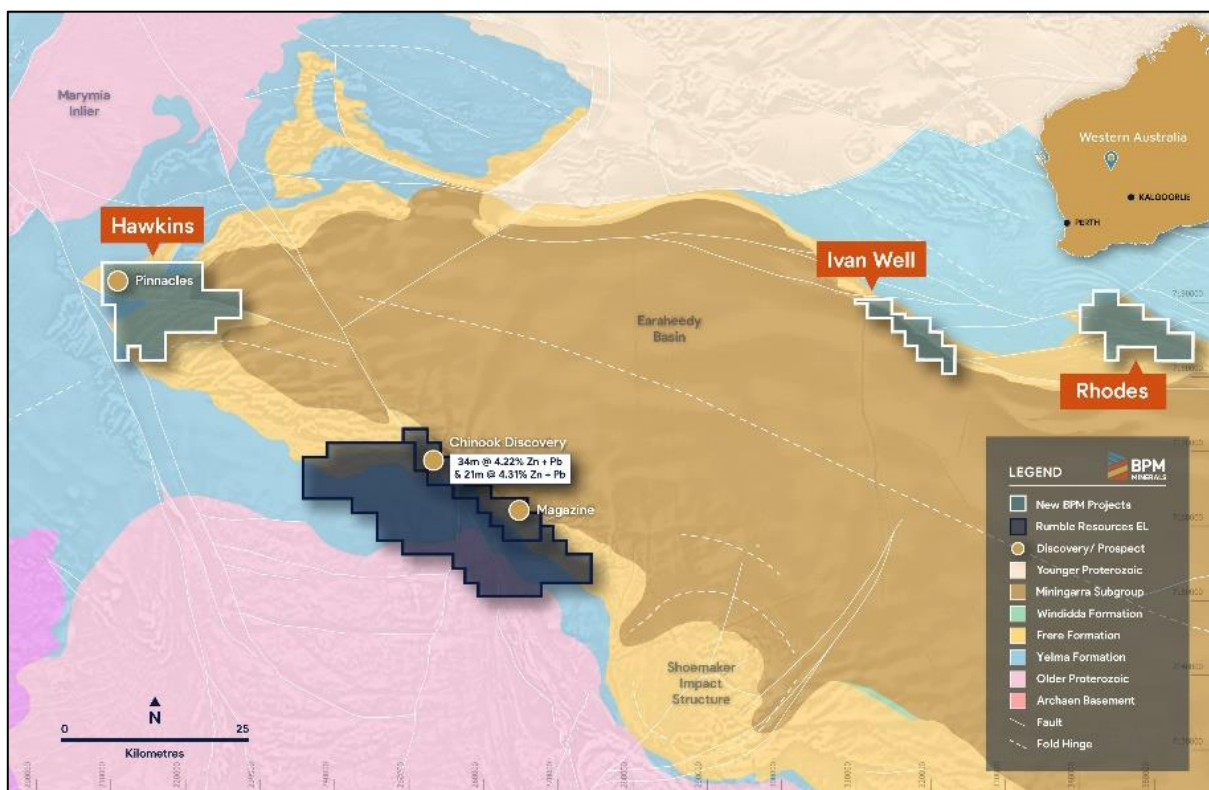 Marymia
Inlier
Western Australia
KALGOORLIE
PERTH
Hawkins
Pinnacles
Ivan Well
Rhodes
Earaheedy
Basin
Chinook Discovery
34m @ 4.22% Zn + Pb
& 21m @ 4.31% Zn + Pb
Magazine
Shoemaker
Impact
Structure
LEGEND
BPM
MINERALS
New BPM Projects
Rumble Resources EL
Discovery/ Prospect
Younger Proterozoic
Miningarra Subgroup
Windidda Formation
Frere Formation
Yelma Formation
Older Proterozoic
Archaen Basement
Fault
Fold Hinge
N
0 25
Kilometres